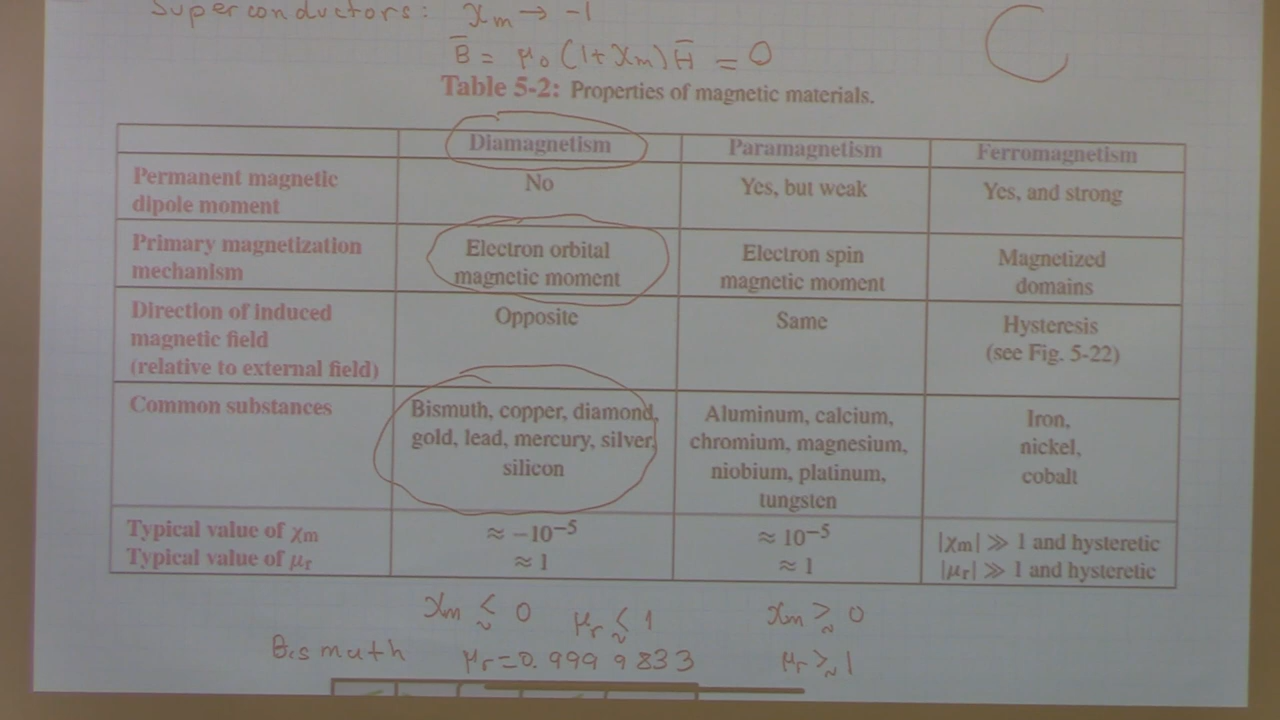 Superconductors: χm → -1
B̄ = μ₀ (1+χm) H̄ = 0
Table 5-2: Properties of magnetic materials.
Diamagnetism Paramagnetism Ferromagnetism
Permanent magnetic
dipole moment
No
Yes, but weak
Yes, and strong
Primary magnetization
mechanism
Electron orbital
magnetic moment
Electron spin
magnetic moment
Magnetized
domains
Direction of induced
magnetic field
(relative to external field)
Opposite
Same
Hysteresis
(see Fig. 5-22)
Common substances
Bismuth, copper, diamond,
gold, lead, mercury, silver,
silicon
Aluminum, calcium,
chromium, magnesium,
niobium, platinum,
tungsten
Iron,
nickel,
cobalt
Typical value of χm
Typical value of μr
≈ −10⁻⁵
≈ 1
≈ 10⁻⁵
≈ 1
|χm| ≫ 1 and hysteretic
|μr| ≫ 1 and hysteretic
χm ≲ 0 μr ≲ 1 χm ≳ 0
Bismuth μr = 0.9999833 μr ≳ 1